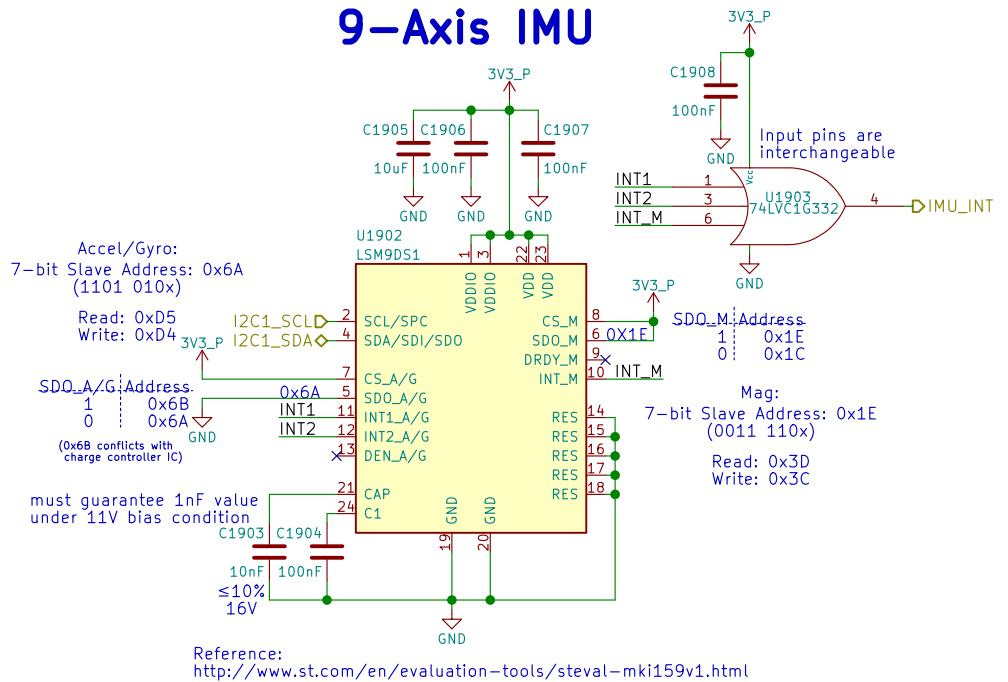 9-Axis IMU
3V3_P
C1908
100nF
GND
Input pins are
interchangeable
Vcc
INT1
INT2
INT_M
1
3
6
U1903
74LVC1G332
4
IMU_INT
GND
3V3_P
C1905
10uF
C1906
100nF
C1907
100nF
GND
GND
GND
U1902
LSM9DS1
1
3
22
23
VDDIO
VDDIO
VDD
VDD
Accel/Gyro:
7-bit Slave Address: 0x6A
(1101 010x)
Read: 0xD5
Write: 0xD4
I2C1_SCL
I2C1_SDA
2
4
SCL/SPC
SDA/SDI/SDO
3V3_P
7
CS_A/G
0x6A
5
SDO_A/G
GND
INT1
11
INT1_A/G
INT2
12
INT2_A/G
13
DEN_A/G
SDO_A/G Address
1 0x6B
0 0x6A
(0x6B conflicts with
charge controller IC)
21
CAP
24
C1
must guarantee 1nF value
under 11V bias condition
C1903
10nF
≤10%
16V
C1904
100nF
8
CS_M
6
SDO_M
0X1E
9
DRDY_M
10
INT_M
INT_M
3V3_P
SDO_M Address
1 0x1E
0 0x1C
Mag:
7-bit Slave Address: 0x1E
(0011 110x)
Read: 0x3D
Write: 0x3C
RES 14
RES 15
RES 16
RES 17
RES 18
GND
GND
19
20
GND
Reference:
http://www.st.com/en/evaluation-tools/steval-mki159v1.html